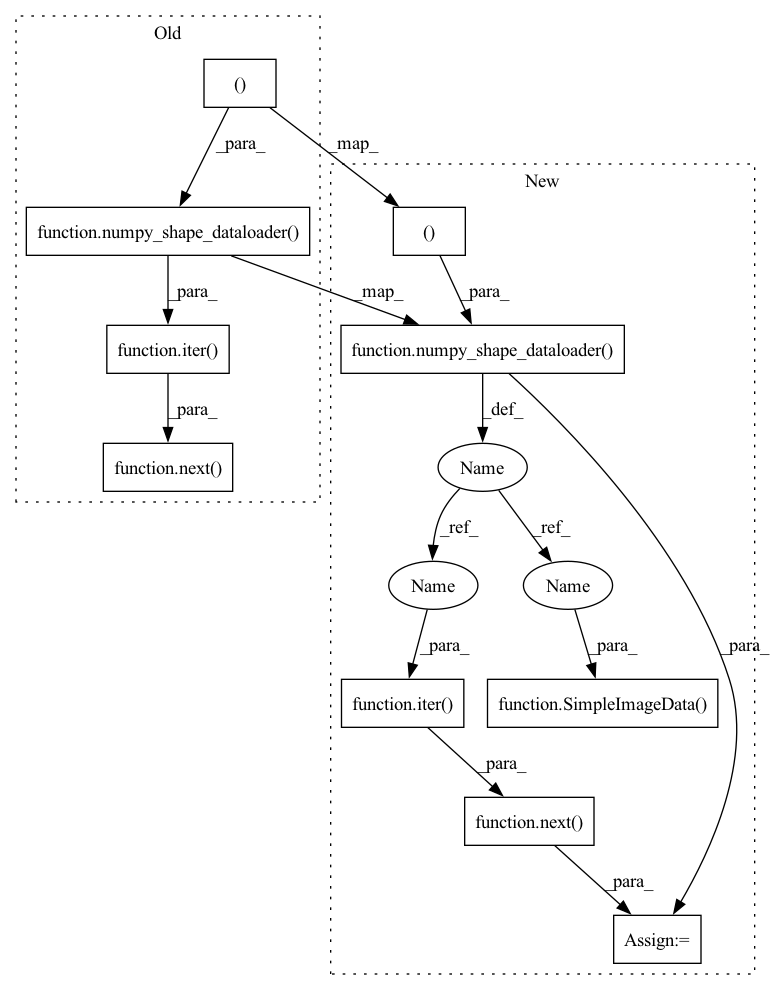 Old
()
_para_
_map_
New
function.numpy_shape_dataloader()
()
_para_
_map_
_para_
function.iter()
function.numpy_shape_dataloader()
_para_
_def_
function.next()
Name
_ref_
_ref_
Name
Name
_para_
_para_
_para_
function.iter()
function.SimpleImageData()
_para_
function.next()
_para_
Assign:=